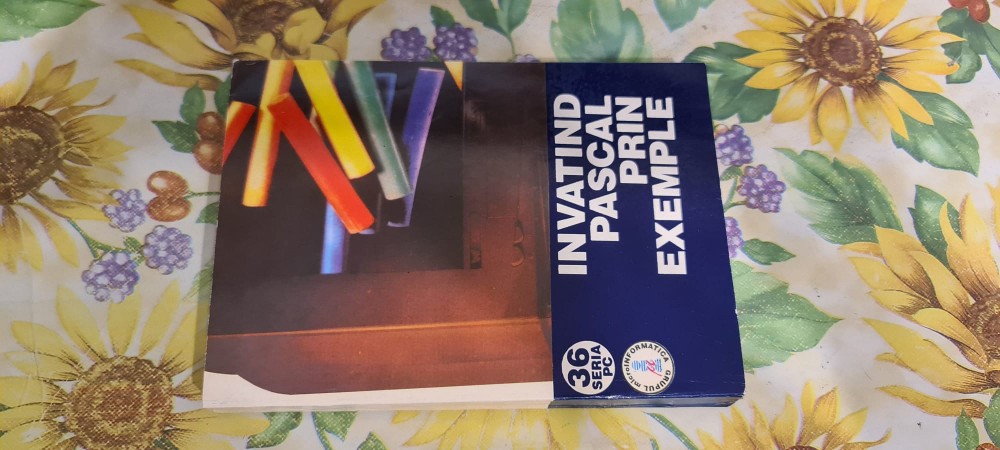 INVATIND
PASCAL
PRIN
EXEMPLE
36
SERIA
PC
GRUPUL microINFORMATICA